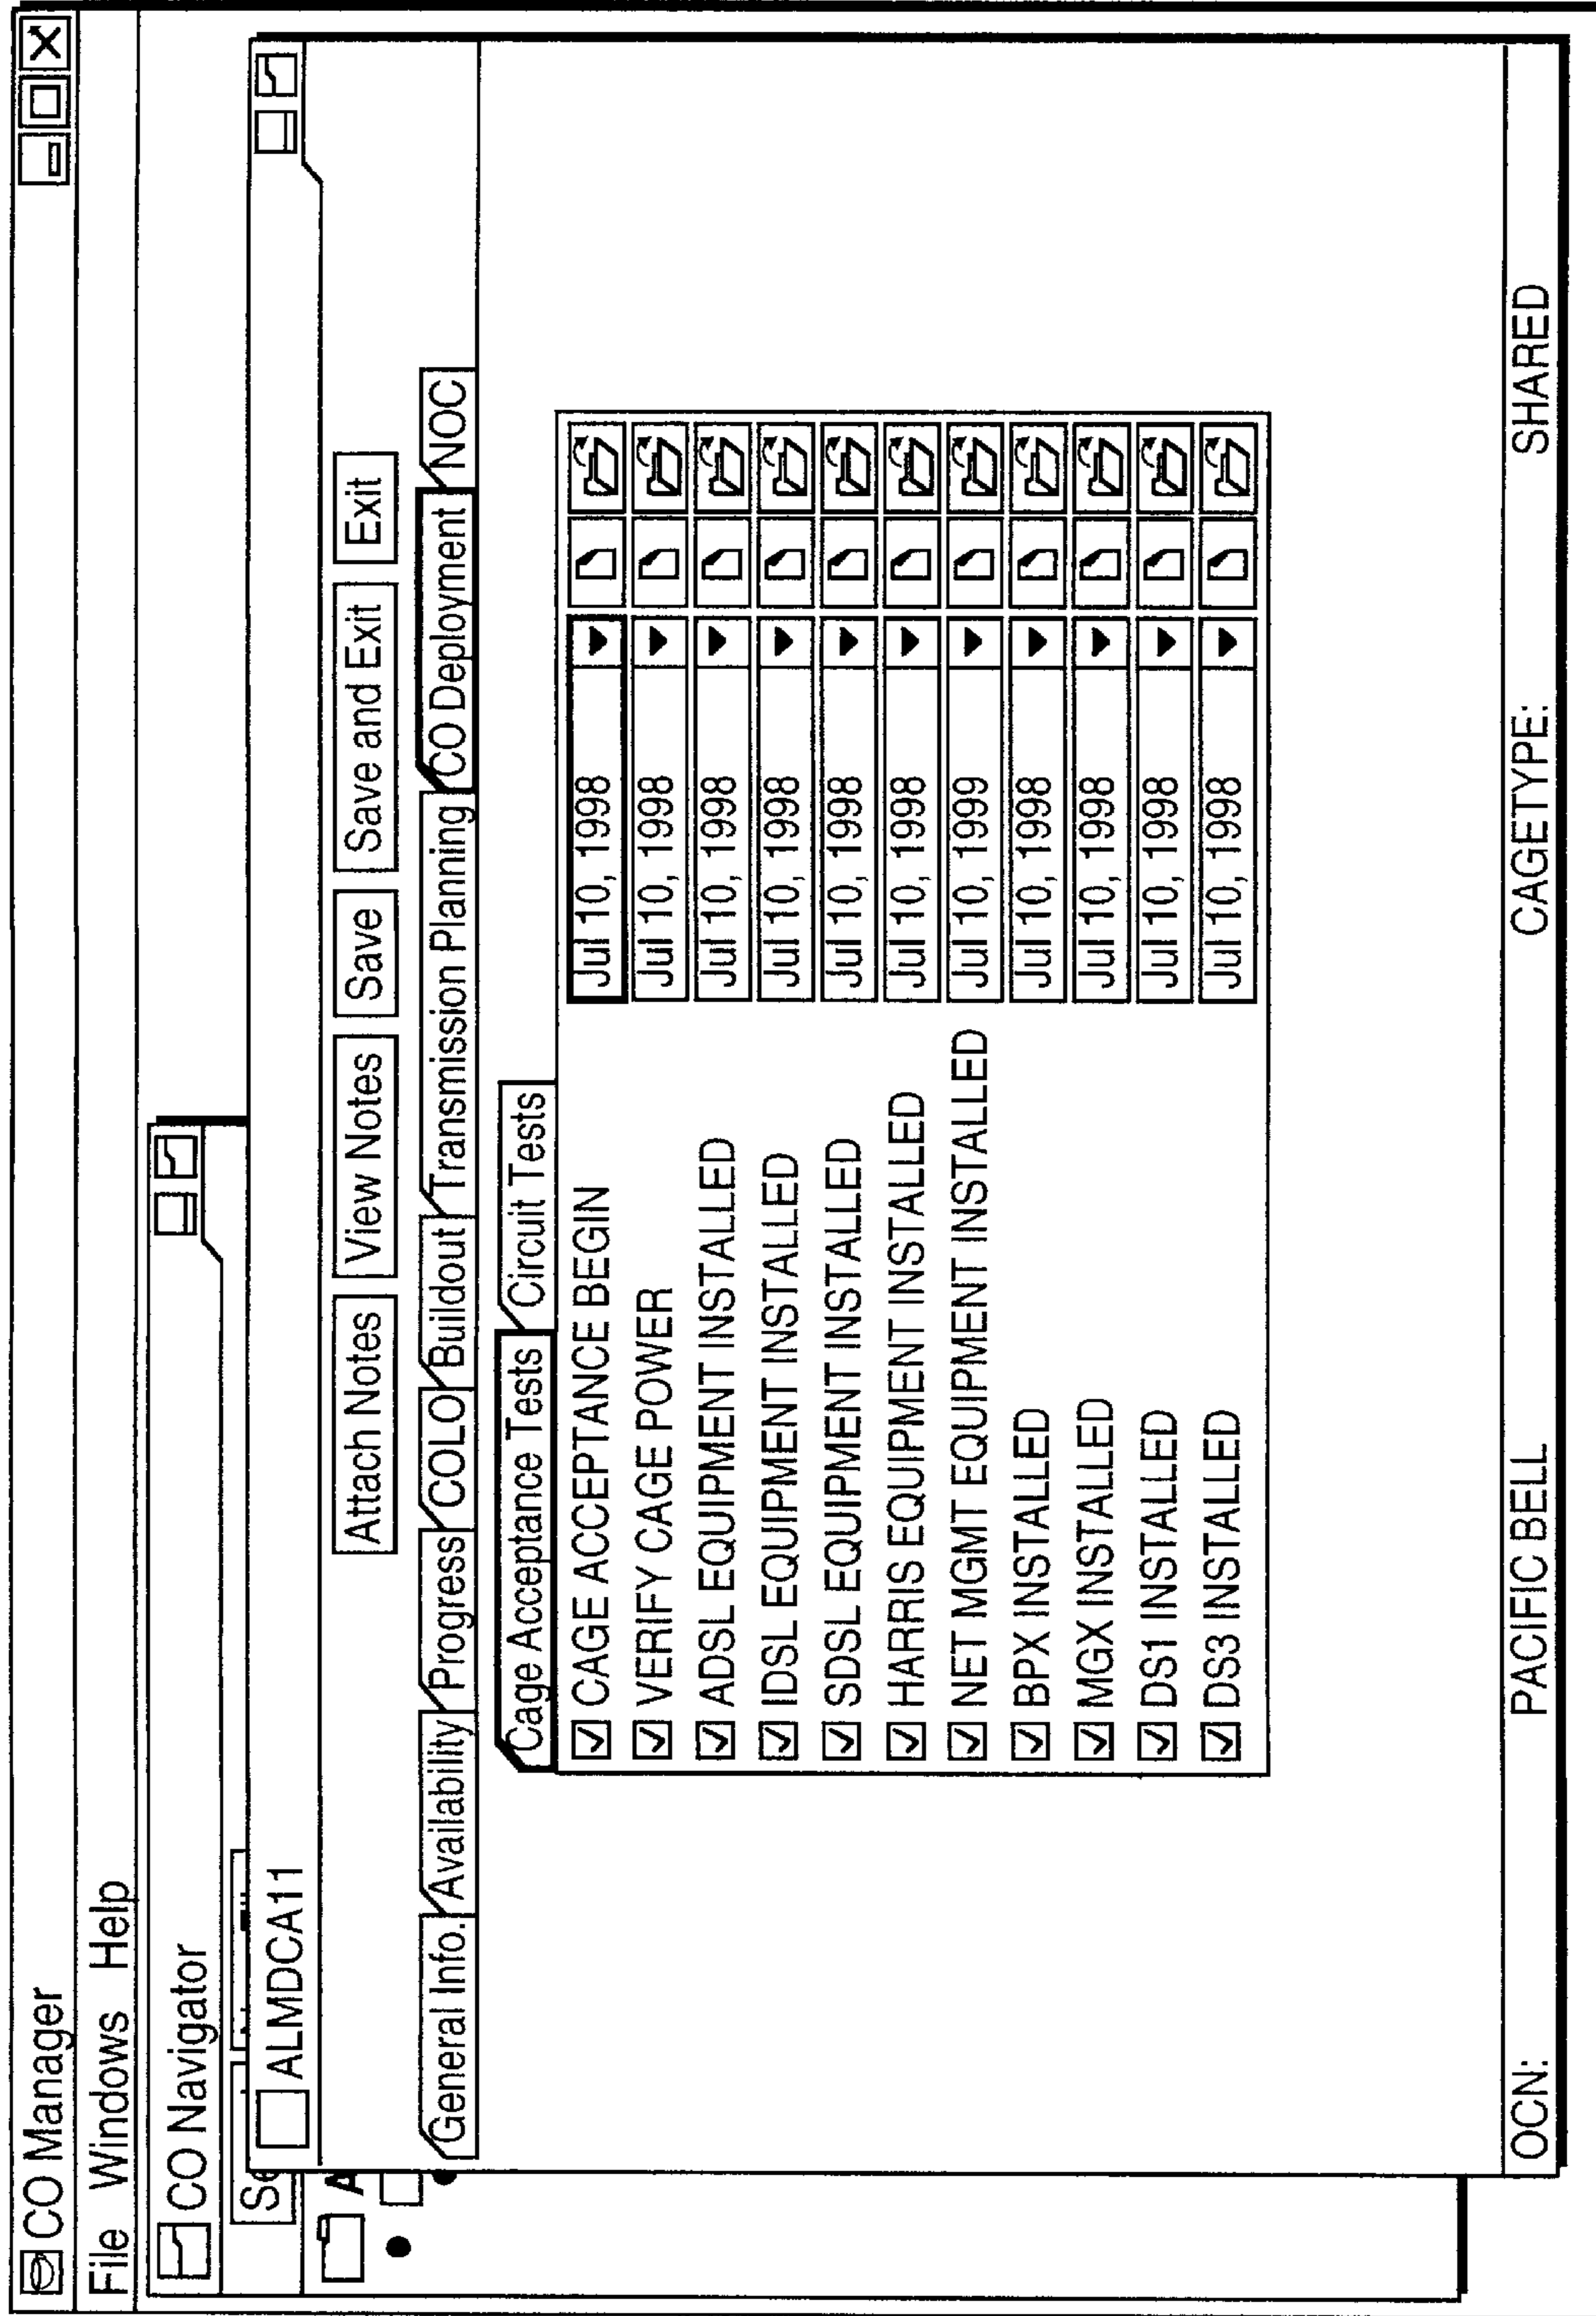 CO Manager
File Windows Help
CO Navigator
Se
A
ALMDCA11
Attach Notes View Notes Save Save and Exit Exit
General Info. Availability Progress COLO Buildout Transmission Planning CO Deployment NOC
Cage Acceptance Tests Circuit Tests
CAGE ACCEPTANCE BEGIN Jul 10, 1998
VERIFY CAGE POWER Jul 10, 1998
ADSL EQUIPMENT INSTALLED Jul 10, 1998
IDSL EQUIPMENT INSTALLED Jul 10, 1998
SDSL EQUIPMENT INSTALLED Jul 10, 1998
HARRIS EQUIPMENT INSTALLED Jul 10, 1998
NET MGMT EQUIPMENT INSTALLED Jul 10, 1999
BPX INSTALLED Jul 10, 1998
MGX INSTALLED Jul 10, 1998
DS1 INSTALLED Jul 10, 1998
DS3 INSTALLED Jul 10, 1998
OCN: PACIFIC BELL CAGETYPE: SHARED